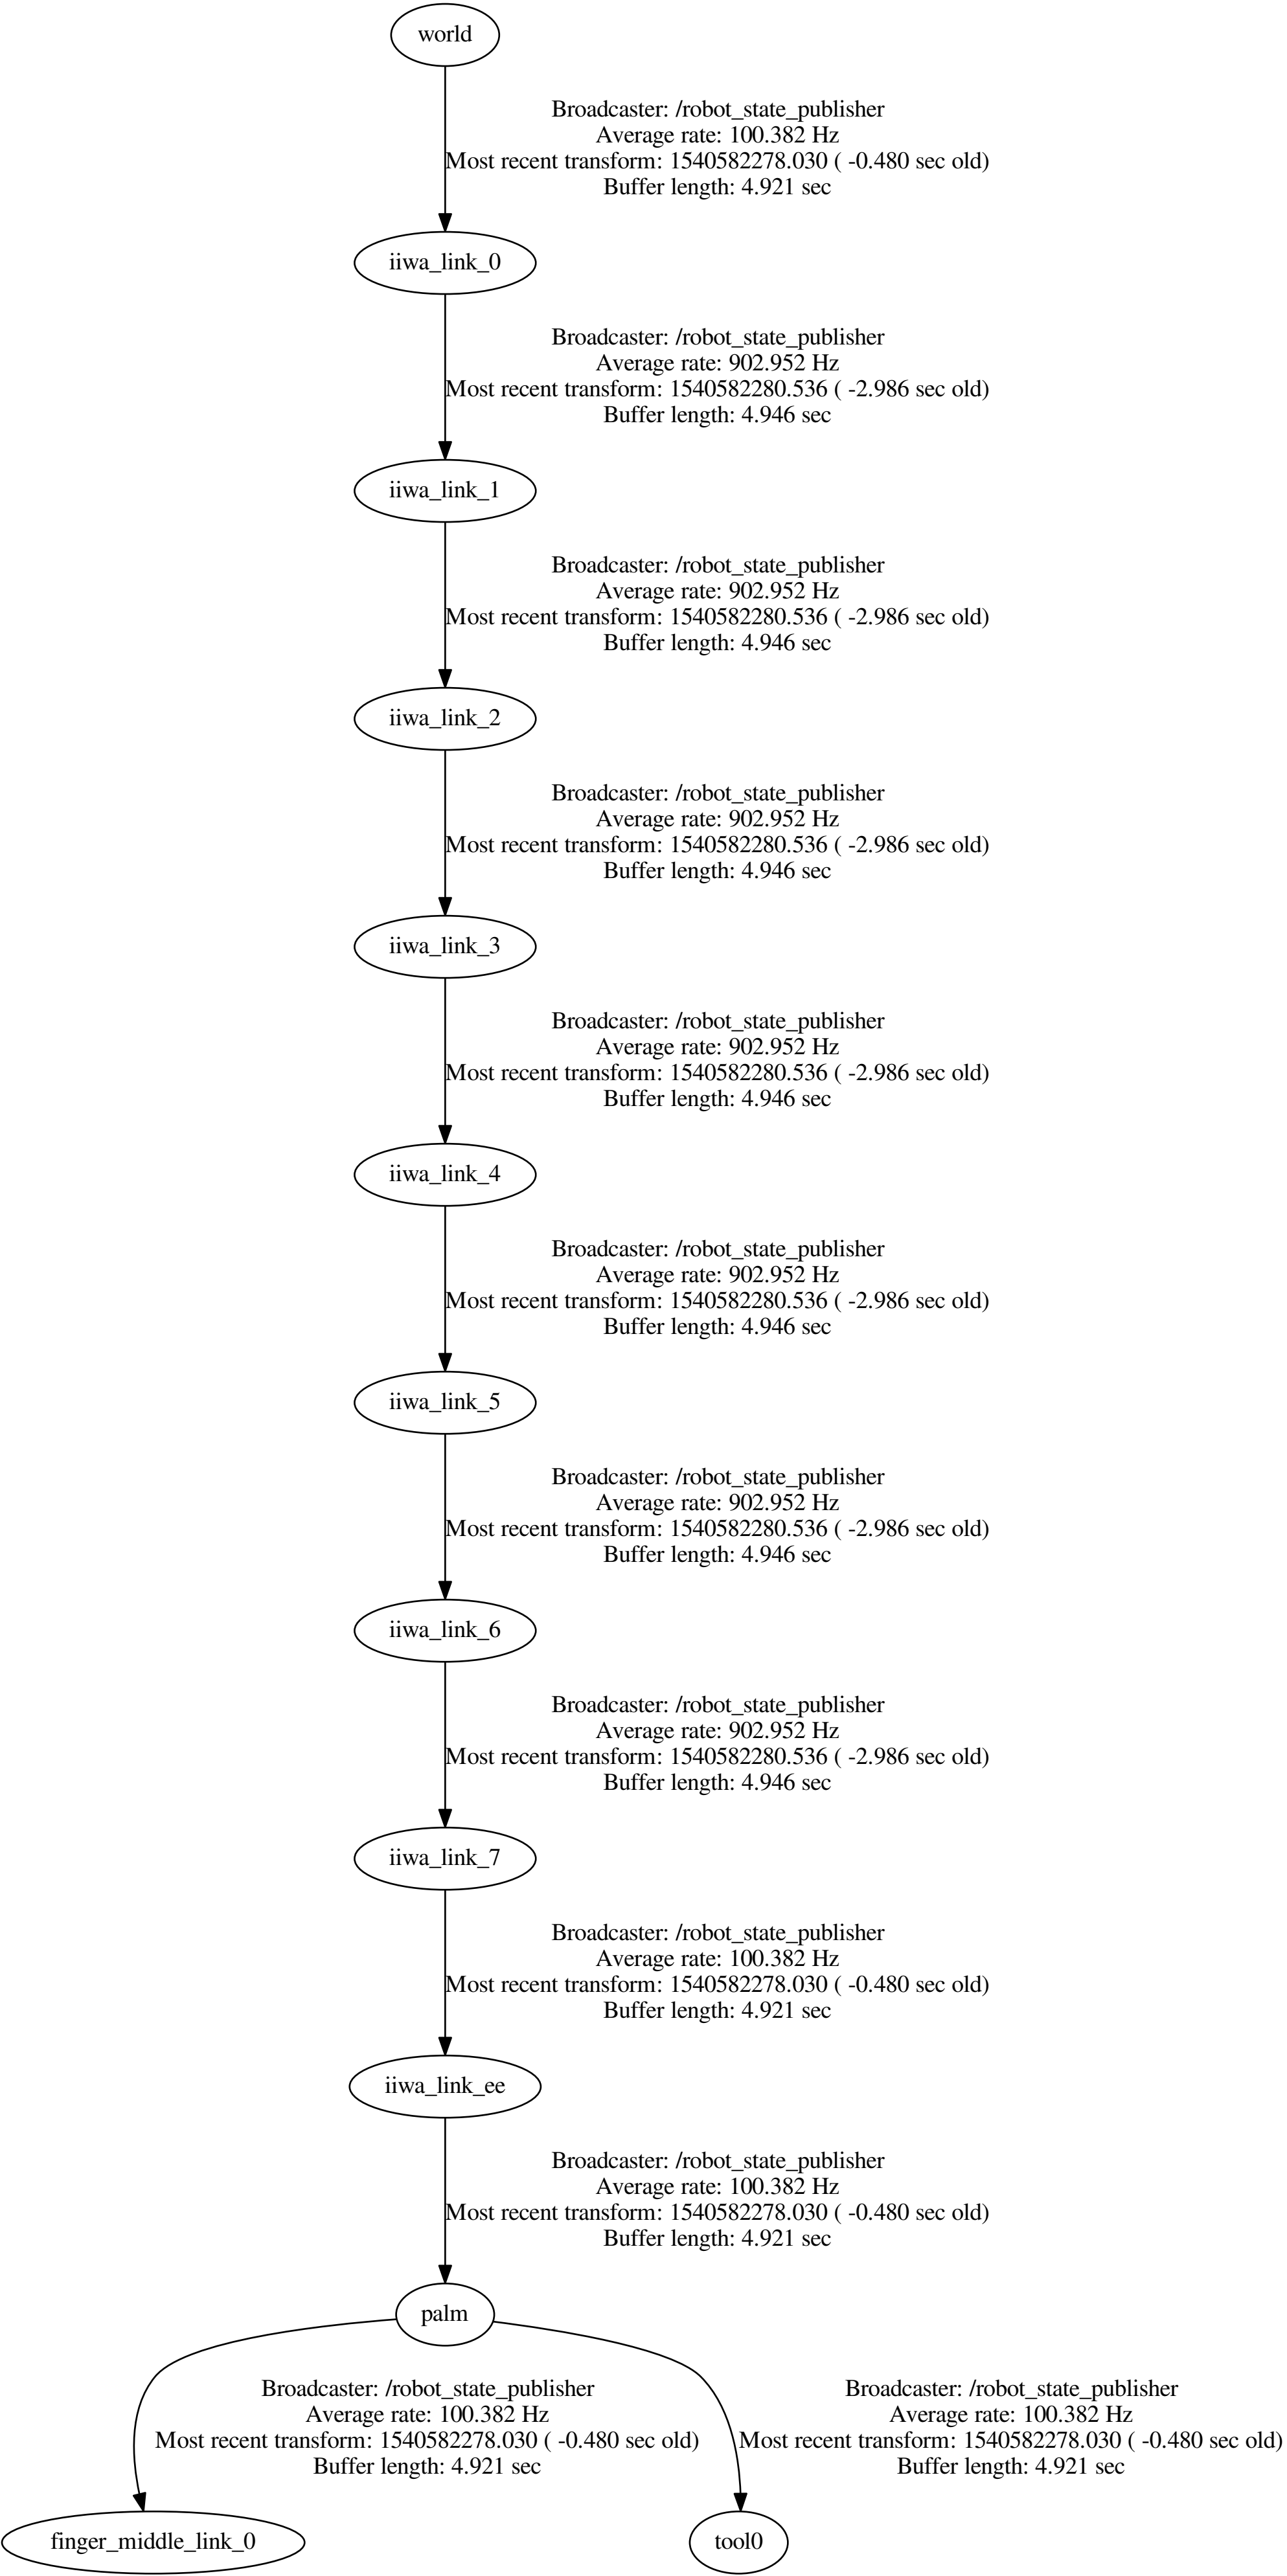 world
Broadcaster: /robot_state_publisher
Average rate: 100.382 Hz
Most recent transform: 1540582278.030 ( -0.480 sec old)
Buffer length: 4.921 sec
iiwa_link_0
Broadcaster: /robot_state_publisher
Average rate: 902.952 Hz
Most recent transform: 1540582280.536 ( -2.986 sec old)
Buffer length: 4.946 sec
iiwa_link_1
Broadcaster: /robot_state_publisher
Average rate: 902.952 Hz
Most recent transform: 1540582280.536 ( -2.986 sec old)
Buffer length: 4.946 sec
iiwa_link_2
Broadcaster: /robot_state_publisher
Average rate: 902.952 Hz
Most recent transform: 1540582280.536 ( -2.986 sec old)
Buffer length: 4.946 sec
iiwa_link_3
Broadcaster: /robot_state_publisher
Average rate: 902.952 Hz
Most recent transform: 1540582280.536 ( -2.986 sec old)
Buffer length: 4.946 sec
iiwa_link_4
Broadcaster: /robot_state_publisher
Average rate: 902.952 Hz
Most recent transform: 1540582280.536 ( -2.986 sec old)
Buffer length: 4.946 sec
iiwa_link_5
Broadcaster: /robot_state_publisher
Average rate: 902.952 Hz
Most recent transform: 1540582280.536 ( -2.986 sec old)
Buffer length: 4.946 sec
iiwa_link_6
Broadcaster: /robot_state_publisher
Average rate: 902.952 Hz
Most recent transform: 1540582280.536 ( -2.986 sec old)
Buffer length: 4.946 sec
iiwa_link_7
Broadcaster: /robot_state_publisher
Average rate: 100.382 Hz
Most recent transform: 1540582278.030 ( -0.480 sec old)
Buffer length: 4.921 sec
iiwa_link_ee
Broadcaster: /robot_state_publisher
Average rate: 100.382 Hz
Most recent transform: 1540582278.030 ( -0.480 sec old)
Buffer length: 4.921 sec
palm
Broadcaster: /robot_state_publisher
Average rate: 100.382 Hz
Most recent transform: 1540582278.030 ( -0.480 sec old)
Buffer length: 4.921 sec
Broadcaster: /robot_state_publisher
Average rate: 100.382 Hz
Most recent transform: 1540582278.030 ( -0.480 sec old)
Buffer length: 4.921 sec
finger_middle_link_0
tool0